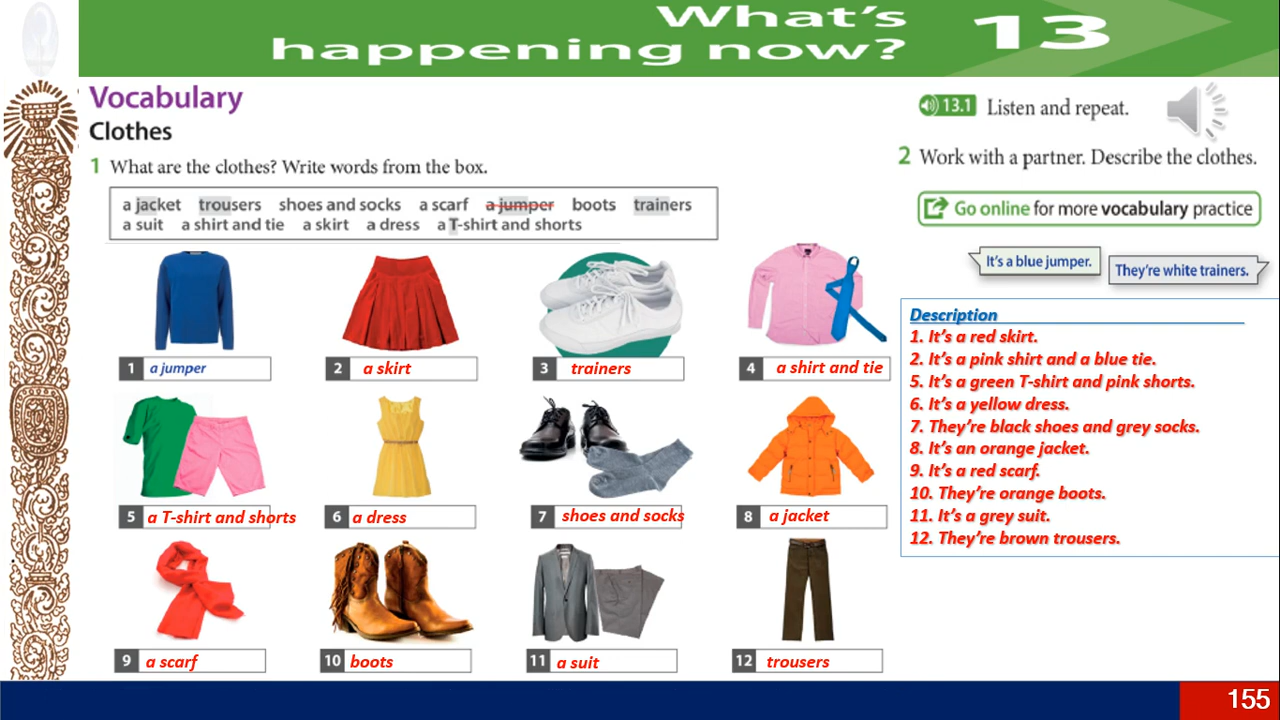 What's
happening now?
13
Vocabulary
Clothes
1 What are the clothes? Write words from the box.
a jacket trousers shoes and socks a scarf a jumper boots trainers
a suit a shirt and tie a skirt a dress a T-shirt and shorts
1 a jumper
2 a skirt
3 trainers
4 a shirt and tie
5 a T-shirt and shorts
6 a dress
7 shoes and socks
8 a jacket
9 a scarf
10 boots
11 a suit
12 trousers
13.1 Listen and repeat.
2 Work with a partner. Describe the clothes.
Go online for more vocabulary practice
It's a blue jumper.
They're white trainers.
Description
1. It's a red skirt.
2. It's a pink shirt and a blue tie.
5. It's a green T-shirt and pink shorts.
6. It's a yellow dress.
7. They're black shoes and grey socks.
8. It's an orange jacket.
9. It's a red scarf.
10. They're orange boots.
11. It's a grey suit.
12. They're brown trousers.
155